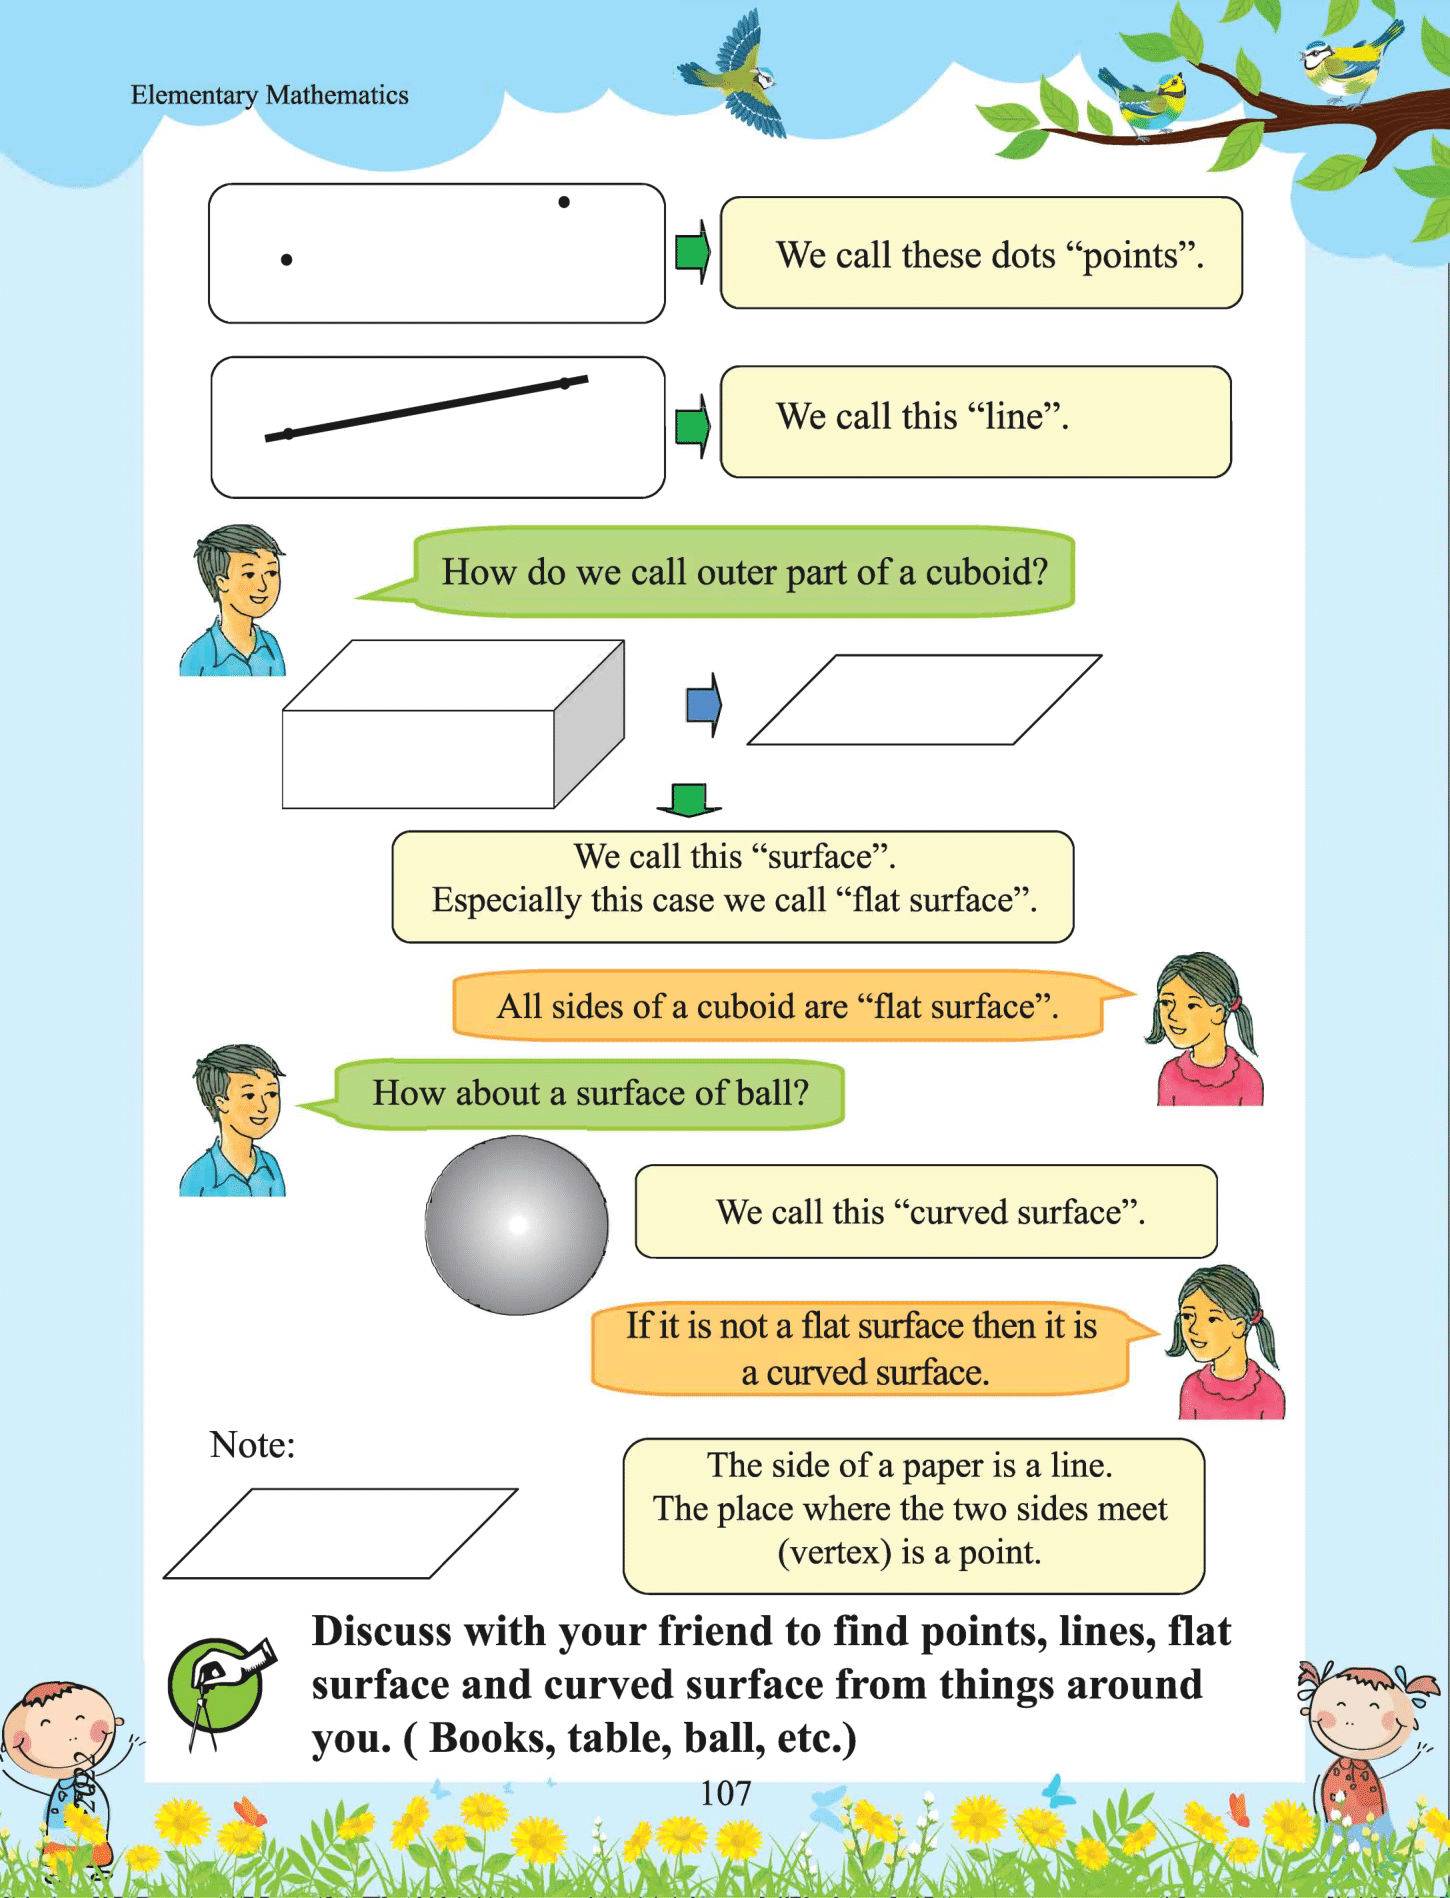 Elementary Mathematics
We call these dots “points”.
We call this “line”.
How do we call outer part of a cuboid?
We call this “surface”.
Especially this case we call “flat surface”.
All sides of a cuboid are “flat surface”.
How about a surface of ball?
We call this “curved surface”.
If it is not a flat surface then it is
a curved surface.
Note:
The side of a paper is a line.
The place where the two sides meet
(vertex) is a point.
Discuss with your friend to find points, lines, flat
surface and curved surface from things around
you. ( Books, table, ball, etc.)
107